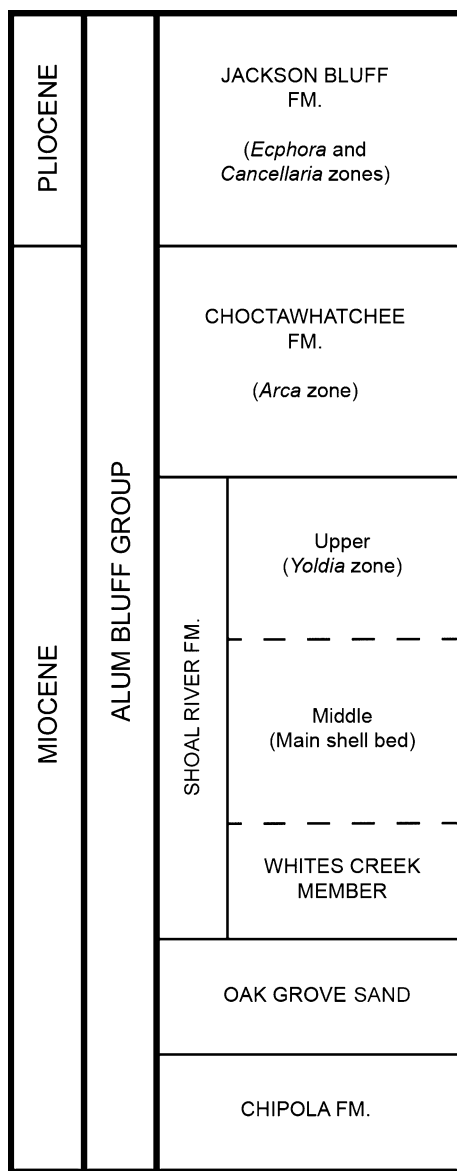 PLIOCENE
MIOCENE
ALUM BLUFF GROUP
JACKSON BLUFF
FM.
(Ecphora and
Cancellaria zones)
CHOCTAWHATCHEE
FM.
(Arca zone)
SHOAL RIVER FM.
Upper
(Yoldia zone)
Middle
(Main shell bed)
WHITES CREEK
MEMBER
OAK GROVE SAND
CHIPOLA FM.